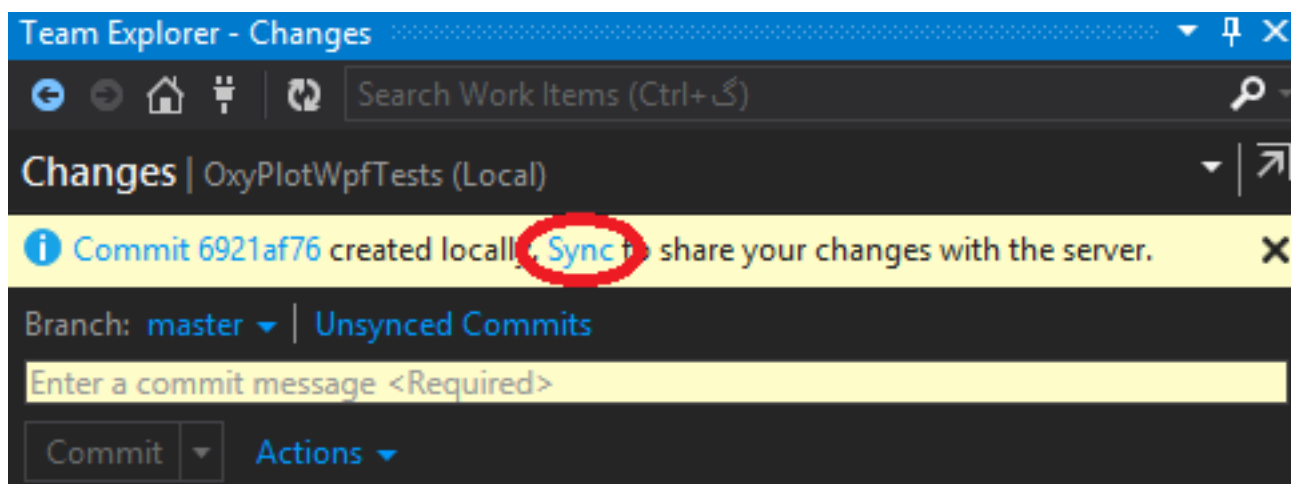 Team Explorer - Changes
Search Work Items (Ctrl+گ)
Changes | OxyPlotWpfTests (Local)
Commit 6921af76 created locally. Sync to share your changes with the server.
Branch: master | Unsynced Commits
Enter a commit message <Required>
Commit Actions